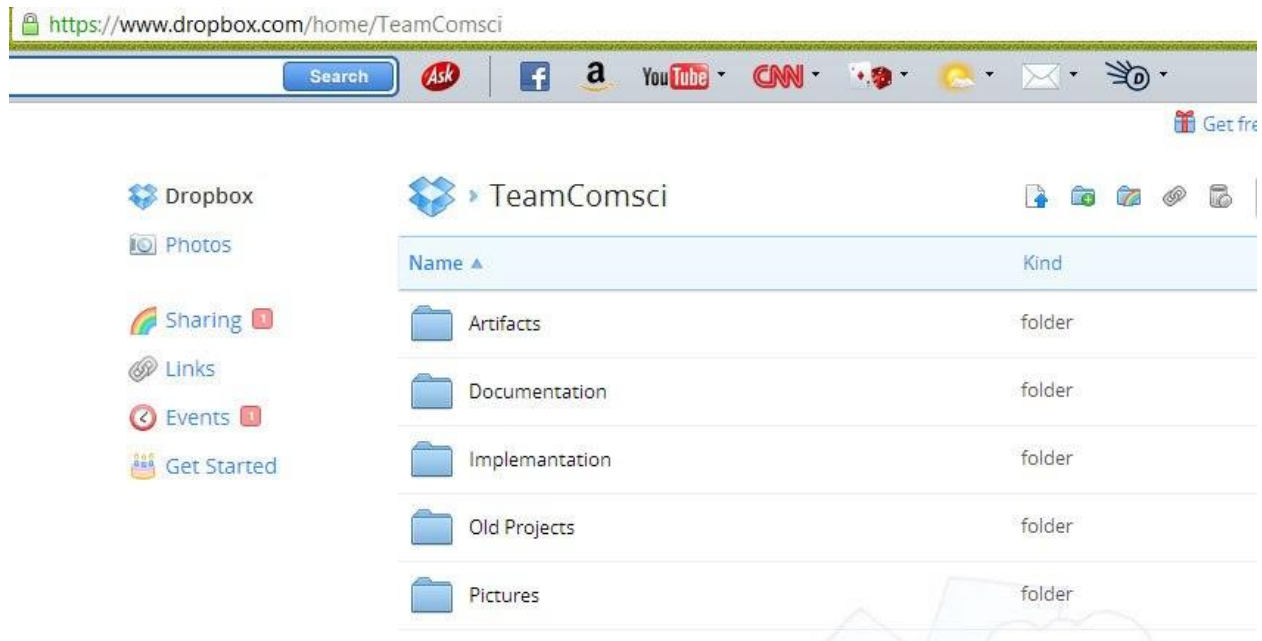 https://www.dropbox.com/home/TeamComsci
Search Ask f a YouTube CNN D
Get fre
Dropbox
Photos
Sharing 1
Links
Events 1
Get Started
TeamComsci
Name Kind
Artifacts folder
Documentation folder
Implemantation folder
Old Projects folder
Pictures folder